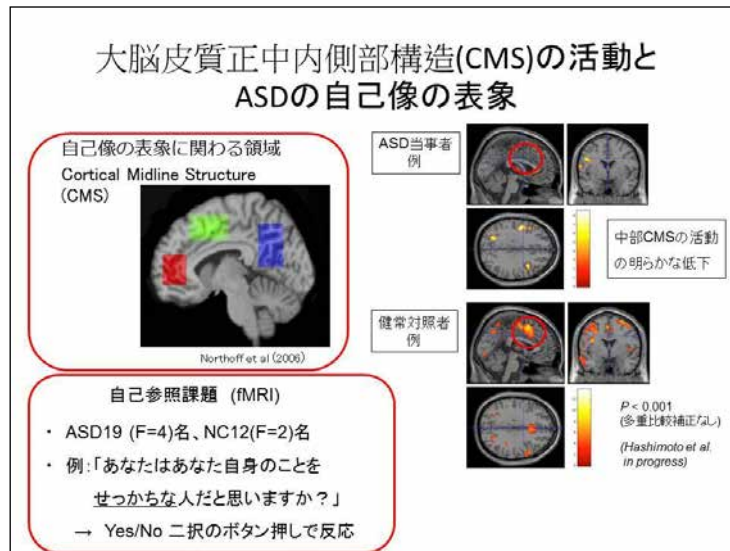 大脳皮質正中内側部構造(CMS)の活動と
ASDの自己像の表象
自己像の表象に関わる領域
Cortical Midline Structure
(CMS)
Northoff et al (2006)
自己参照課題 (fMRI)
・ ASD19 (F=4)名、NC12(F=2)名
・ 例:「あなたはあなた自身のことを
せっかちな人だと思いますか?」
→ Yes/No 二択のボタン押しで反応
ASD当事者
例
中部CMSの活動
の明らかな低下
健常対照者
例
P < 0.001
(多重比較補正なし)
(Hashimoto et al.
in progress)